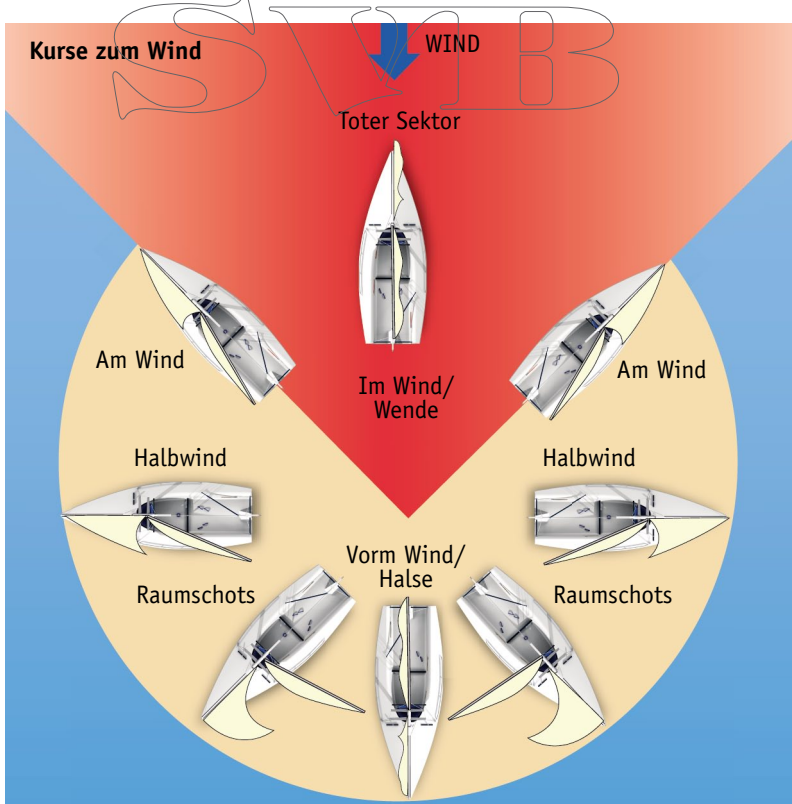 SVB
Kurse zum Wind
WIND
Toter Sektor
Am Wind
Im Wind/
Wende
Am Wind
Halbwind
Halbwind
Vorm Wind/
Halse
Raumschots
Raumschots